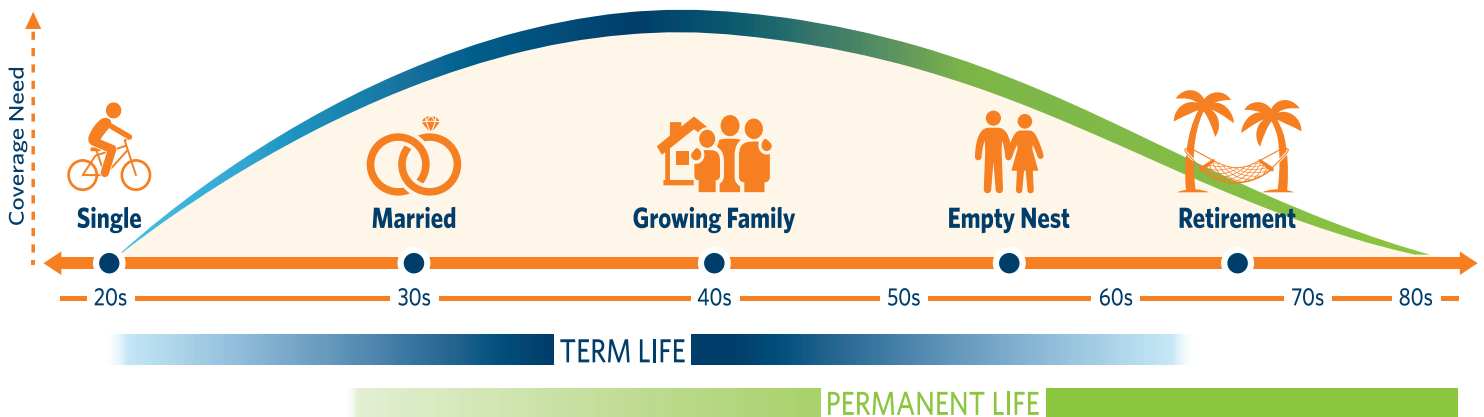 Coverage Need
Single
Married
Growing Family
Empty Nest
Retirement
20s
30s
40s
50s
60s
70s
80s
TERM LIFE
PERMANENT LIFE